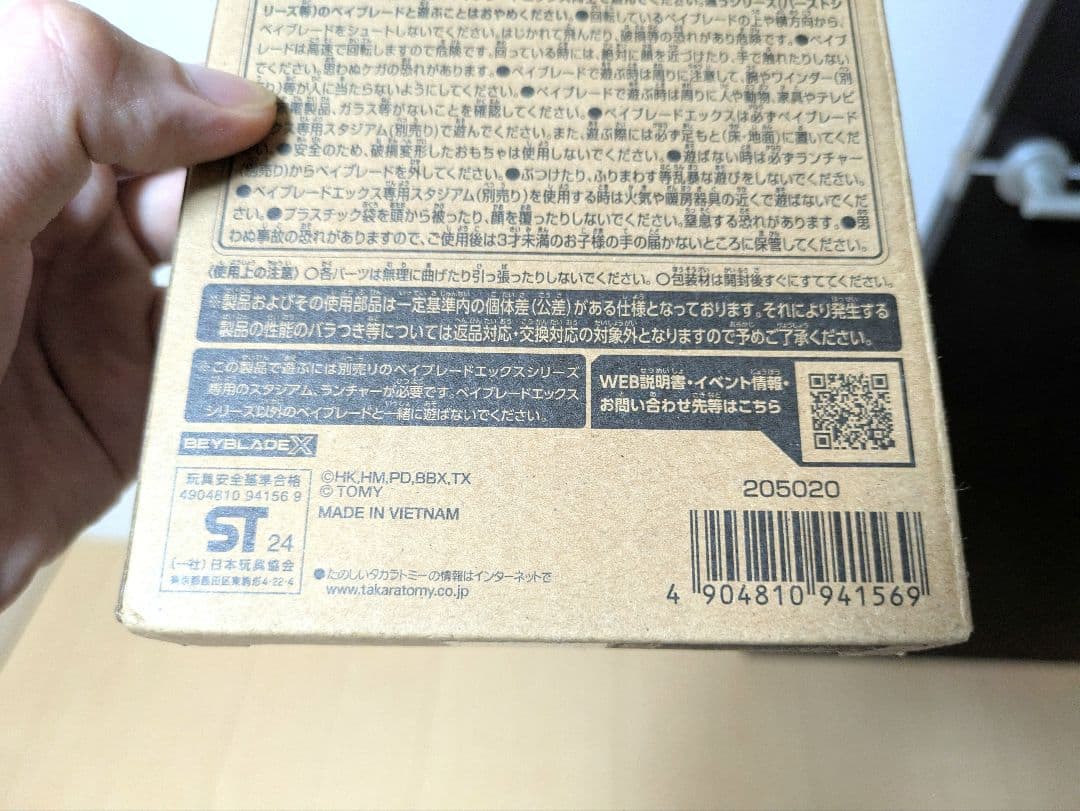 リーズ等)のベイブレードと遊ぶことはおやめください。●回転しているベイブレードの上や横方向から、
ベイブレードをシュートしないでください。はじかれて飛んだり、破損等の恐れがあり危険です。●ベイブ
レードは高速で回転しますので危険です。回っている時には、絶対に顔を近づけたり、手で触れたりしない
でください。思わぬケガの恐れがあります。●ベイブレードで遊ぶ時は周りに注意して、腕やワインダー(別
り)等が人に当たらないようにしてください。●ベイブレードで遊ぶ時は周りに人や動物、家具やテレビ
電製品、ガラス等がないことを確認してください。●ベイブレードエックスは必ずベイブレード
クス専用スタジアム(別売り)で遊んでください。また、遊ぶ際には必ず足もと(床・地面)に置いてくだ
い。●安全のため、破損変形したおもちゃは使用しないでください。●遊ばない時は必ずランチャー
(別売り)からベイブレードを外してください。●ぶつけたり、ふりまわす等乱暴な遊びをしないでください。
●ベイブレードエックス専用スタジアム(別売り)を使用する時は火気や暖房器具の近くで遊ばないでくだ
さい。●プラスチック袋を頭から被ったり、顔を覆ったりしないでください。窒息する恐れがあります。●思
わぬ事故の恐れがありますので、ご使用後は3才未満のお子様の手の届かないところに保管してください。
〈使用上の注意〉○各パーツは無理に曲げたり引っ張ったりしないでください。○包装材は開封後すぐにすててください。
※製品およびその使用部品は一定基準内の個体差(公差)がある仕様となっております。それにより発生する
製品の性能のバラつき等については返品対応・交換対応の対象外となりますので予めご了承ください。
※この製品で遊ぶには別売りのベイブレードエックスシリーズ
専用のスタジアム、ランチャーが必要です。ベイブレードエックス
シリーズ以外のベイブレードと一緒に遊ばないでください。
WEB説明書・イベント情報・
お問い合わせ先等はこちら
BEYBLADE X
玩具安全基準合格
4904810 94156 9
ST 24
(一社)日本玩具協会
東京都墨田区東駒形4-22-4
©HK,HM,PD,BBX,TX
© TOMY
MADE IN VIETNAM
●たのしいタカラトミーの情報はインターネットで
www.takaratomy.co.jp
205020
4 904810 941569